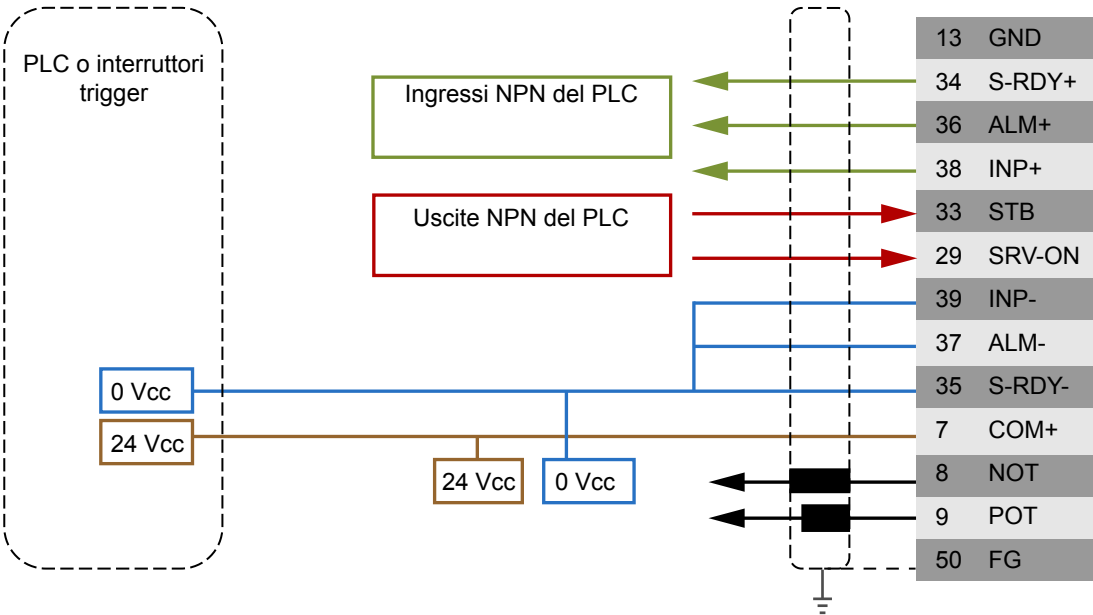 PLC o interruttori
trigger
Ingressi NPN del PLC
Uscite NPN del PLC
0 Vcc
24 Vcc
24 Vcc
0 Vcc
13 GND
34 S-RDY+
36 ALM+
38 INP+
33 STB
29 SRV-ON
39 INP-
37 ALM-
35 S-RDY-
7 COM+
8 NOT
9 POT
50 FG